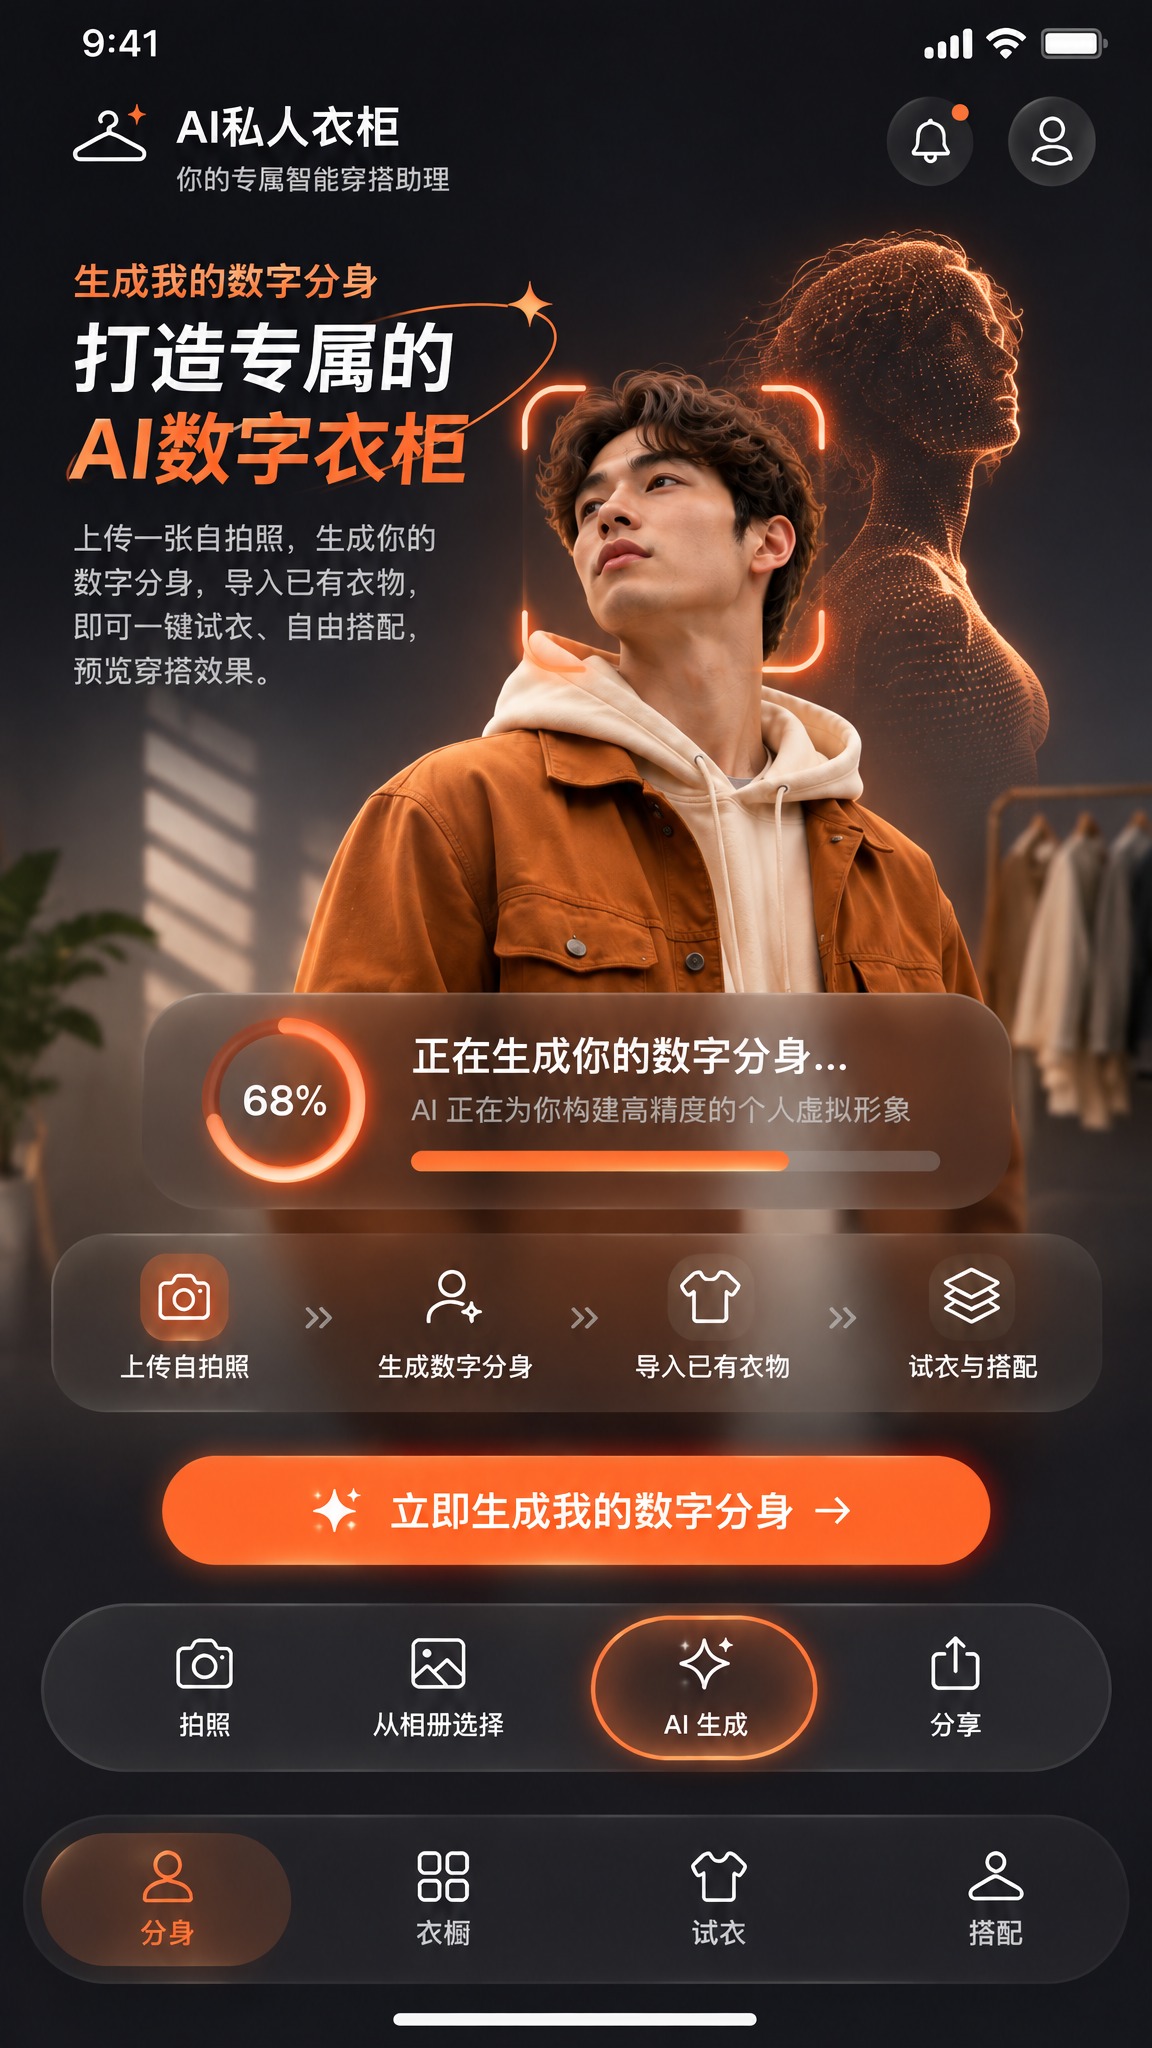 9:41
AI私人衣柜
你的专属智能穿搭助理
生成我的数字分身
打造专属的
AI数字衣柜
上传一张自拍照，生成你的
数字分身，导入已有衣物，
即可一键试衣、自由搭配，
预览穿搭效果。
68%
正在生成你的数字分身...
AI 正在为你构建高精度的个人虚拟形象
上传自拍照
生成数字分身
导入已有衣物
试衣与搭配
立即生成我的数字分身 →
拍照
从相册选择
AI 生成
分享
分身
衣橱
试衣
搭配